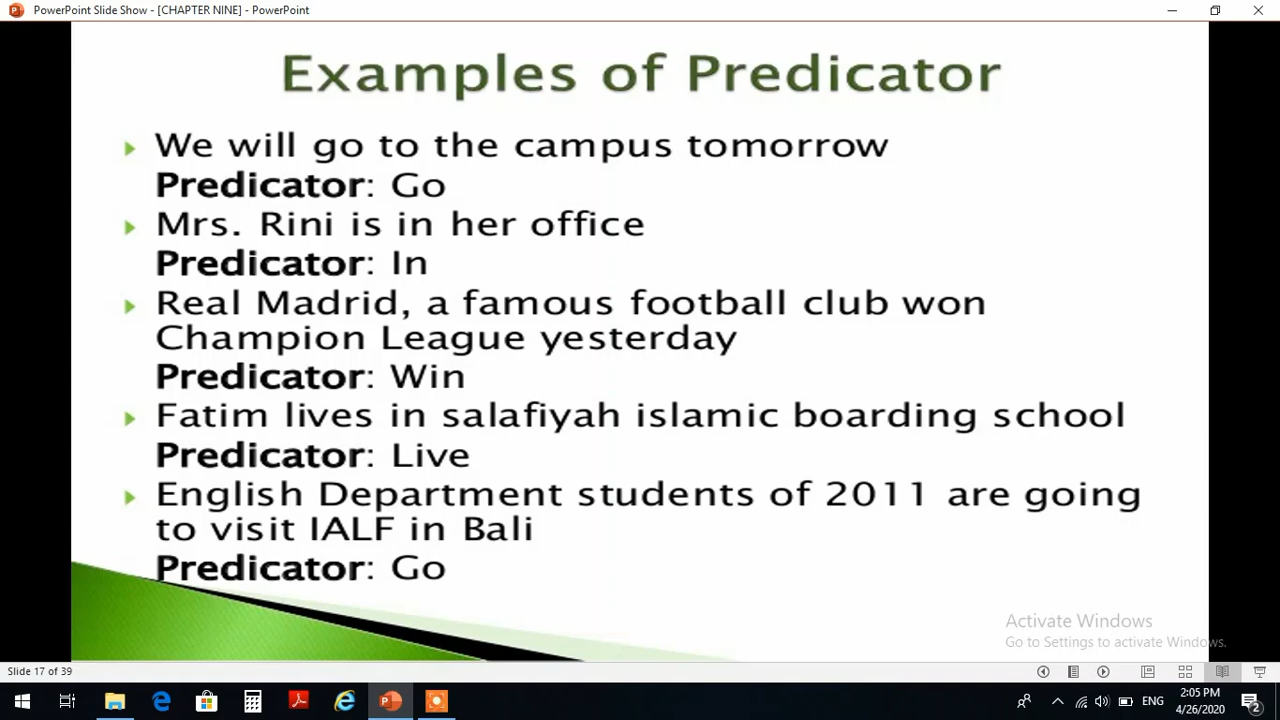 PowerPoint Slide Show - [CHAPTER NINE] - PowerPoint
Examples of Predicator
We will go to the campus tomorrow
Predicator: Go
Mrs. Rini is in her office
Predicator: In
Real Madrid, a famous football club won
Champion League yesterday
Predicator: Win
Fatim lives in salafiyah islamic boarding school
Predicator: Live
English Department students of 2011 are going
to visit IALF in Bali
Predicator: Go
Activate Windows
Go to Settings to activate Windows.
Slide 17 of 39
ENG
2:05 PM
4/26/2020
2